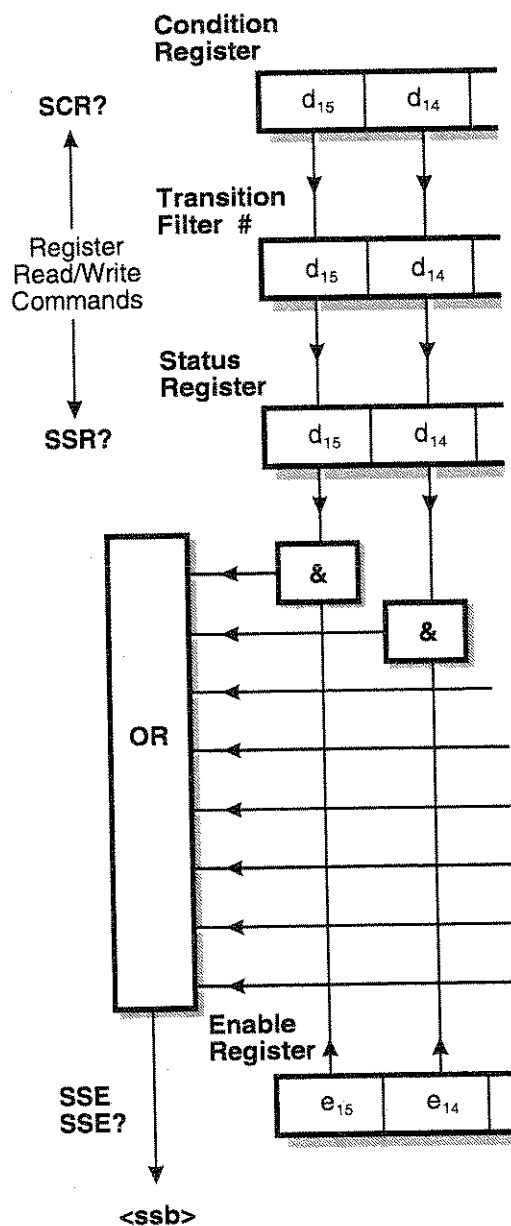 Condition
Register
SCR?
d15 d14
Transition
Filter #
Register
Read/Write
Commands
d15 d14
Status
Register
SSR?
d15 d14
&
&
OR
Enable
Register
SSE
SSE?
e15 e14
<ssb>